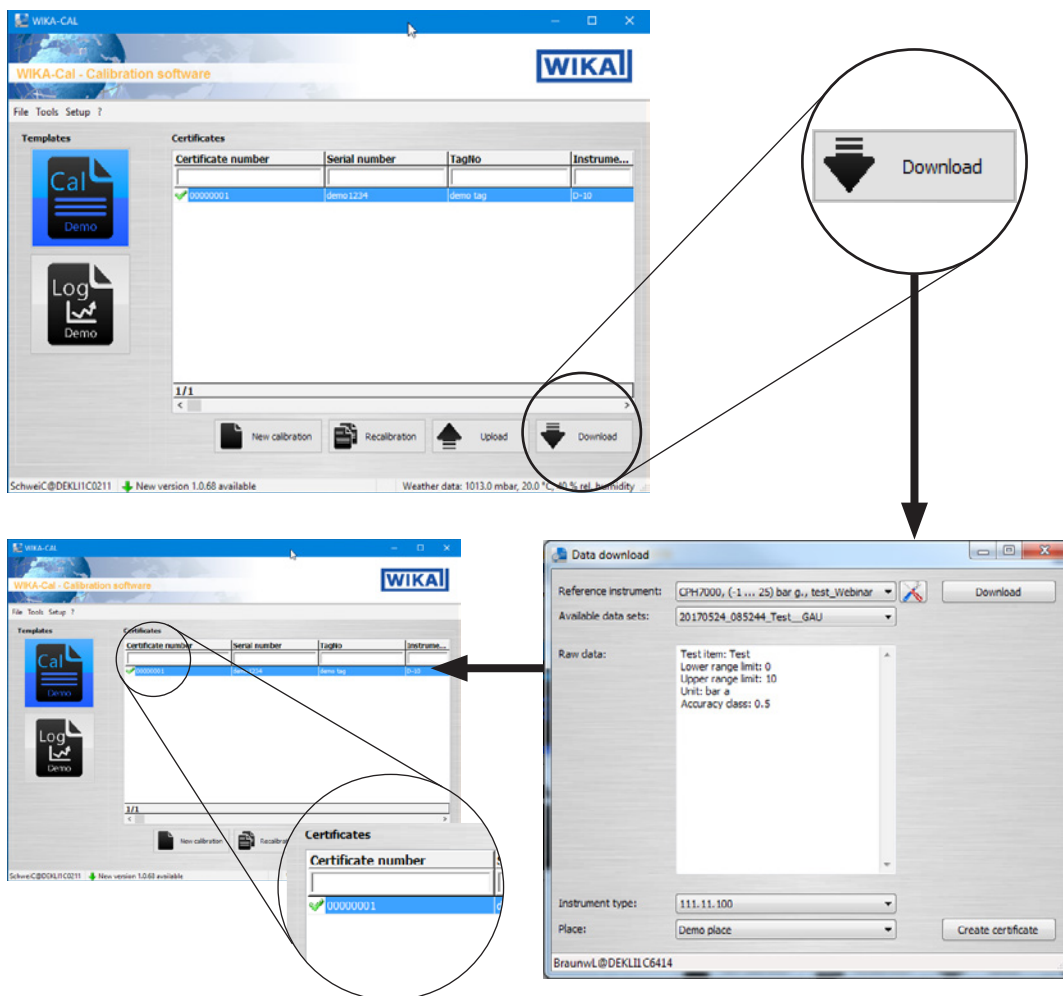 WIKA-CAL
WIKA-Cal - Calibration software
WIKA
File Tools Setup ?
Templates
Certificates
Certificate number Serial number TagNo Instrume...
00000001 demo1234 demo tag D-10
Cal
Demo
Log
Demo
1/1
New calibration Recalibration Upload Download
SchweiC@DEKLI1C0211 New version 1.0.68 available Weather data: 1013.0 mbar, 20.0 °C, 40 % rel. humidity
Download
WIKA-CAL
WIKA-Cal - Calibration software
WIKA
File Tools Setup ?
Templates
Certificates
Certificate number Serial number TagNo Instrume...
00000001 demo1234 demo tag D-10
Cal
Demo
Log
Demo
1/1
New calibration
SchweiC@DEKLI1C0211 New version 1.0.68 available
Certificates
Certificate number
00000001
Data download
Reference instrument: CPH7000, (-1 ... 25) bar g., test_Webinar Download
Available data sets: 20170524_085244_Test__GAU
Raw data: Test item: Test
Lower range limit: 0
Upper range limit: 10
Unit: bar a
Accuracy class: 0.5
Instrument type: 111.11.100
Place: Demo place Create certificate
BraunwL@DEKLI1C6414